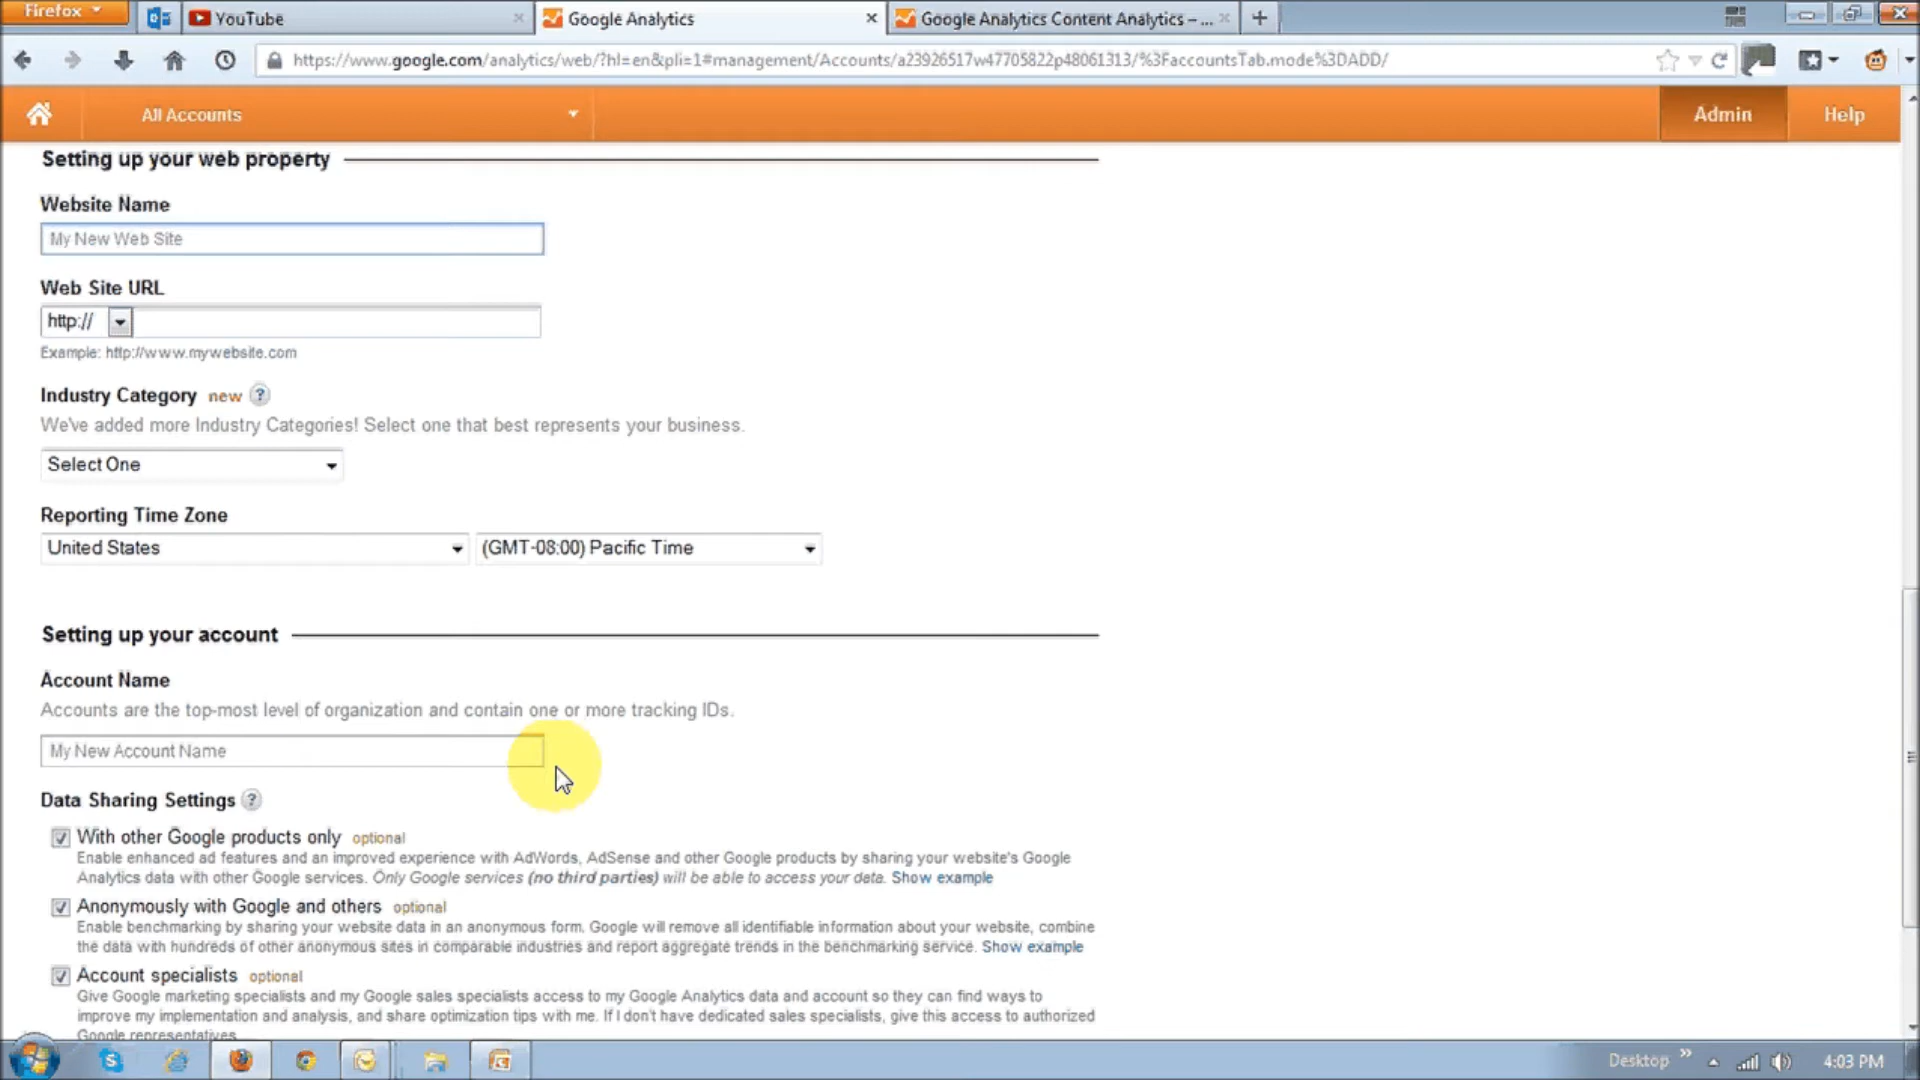 Firefox
YouTube
Google Analytics
Google Analytics Content Analytics – ...
https://www.google.com/analytics/web/?hl=en&pli=1#management/Accounts/a23926517w47705822p48061313/%3FaccountsTab.mode%3DADD/
All Accounts
Admin
Help
Setting up your web property
Website Name
My New Web Site
Web Site URL
http://
Example: http://www.mywebsite.com
Industry Category new ?
We've added more Industry Categories! Select one that best represents your business.
Select One
Reporting Time Zone
United States
(GMT-08:00) Pacific Time
Setting up your account
Account Name
Accounts are the top-most level of organization and contain one or more tracking IDs.
My New Account Name
Data Sharing Settings ?
With other Google products only optional
Enable enhanced ad features and an improved experience with AdWords, AdSense and other Google products by sharing your website's Google
Analytics data with other Google services. Only Google services (no third parties) will be able to access your data. Show example
Anonymously with Google and others optional
Enable benchmarking by sharing your website data in an anonymous form. Google will remove all identifiable information about your website, combine
the data with hundreds of other anonymous sites in comparable industries and report aggregate trends in the benchmarking service. Show example
Account specialists optional
Give Google marketing specialists and my Google sales specialists access to my Google Analytics data and account so they can find ways to
improve my implementation and analysis, and share optimization tips with me. If I don't have dedicated sales specialists, give this access to authorized
Google representatives.
Desktop
4:03 PM